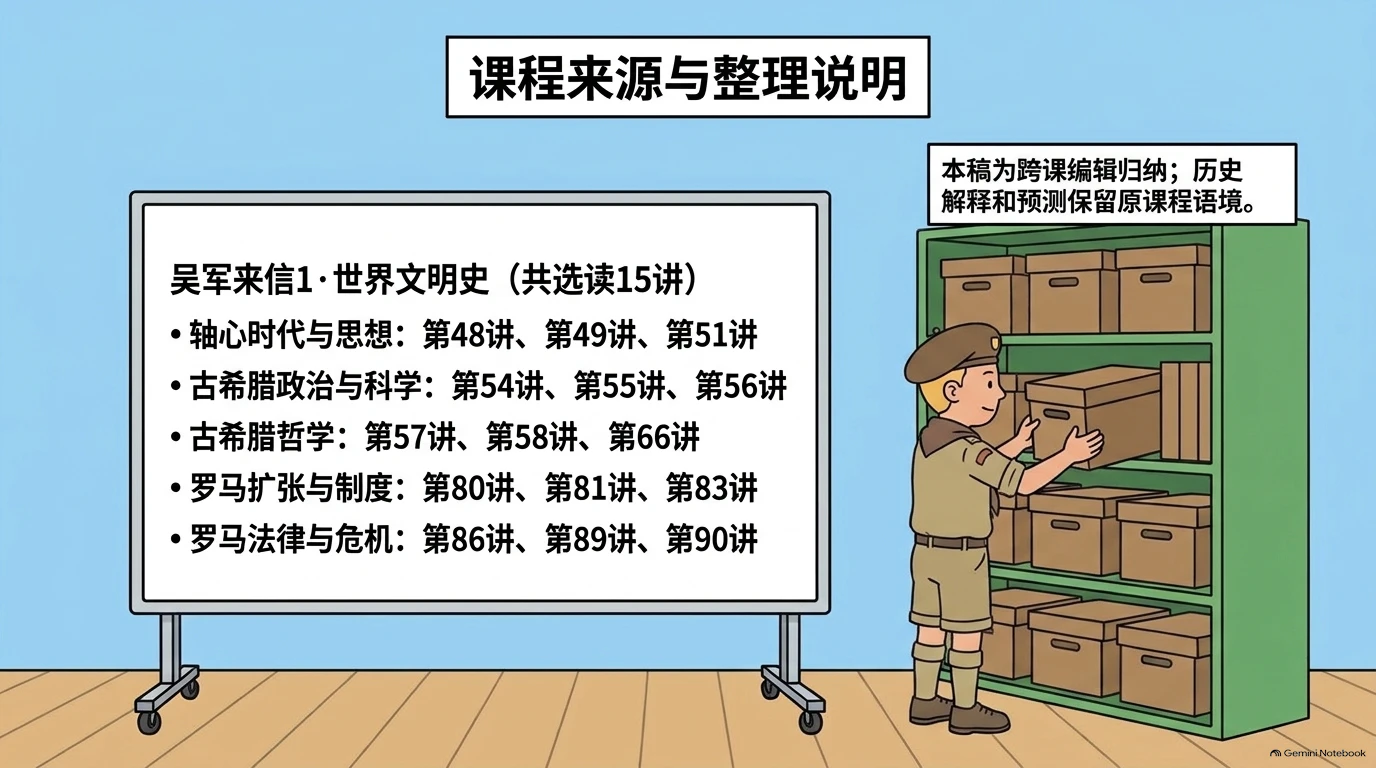 课程来源与整理说明
本稿为跨课编辑归纳；历史
解释和预测保留原课程语境。
吴军来信1·世界文明史（共选读15讲）
• 轴心时代与思想：第48讲、第49讲、第51讲
• 古希腊政治与科学：第54讲、第55讲、第56讲
• 古希腊哲学：第57讲、第58讲、第66讲
• 罗马扩张与制度：第80讲、第81讲、第83讲
• 罗马法律与危机：第86讲、第89讲、第90讲
Gemini Notebook